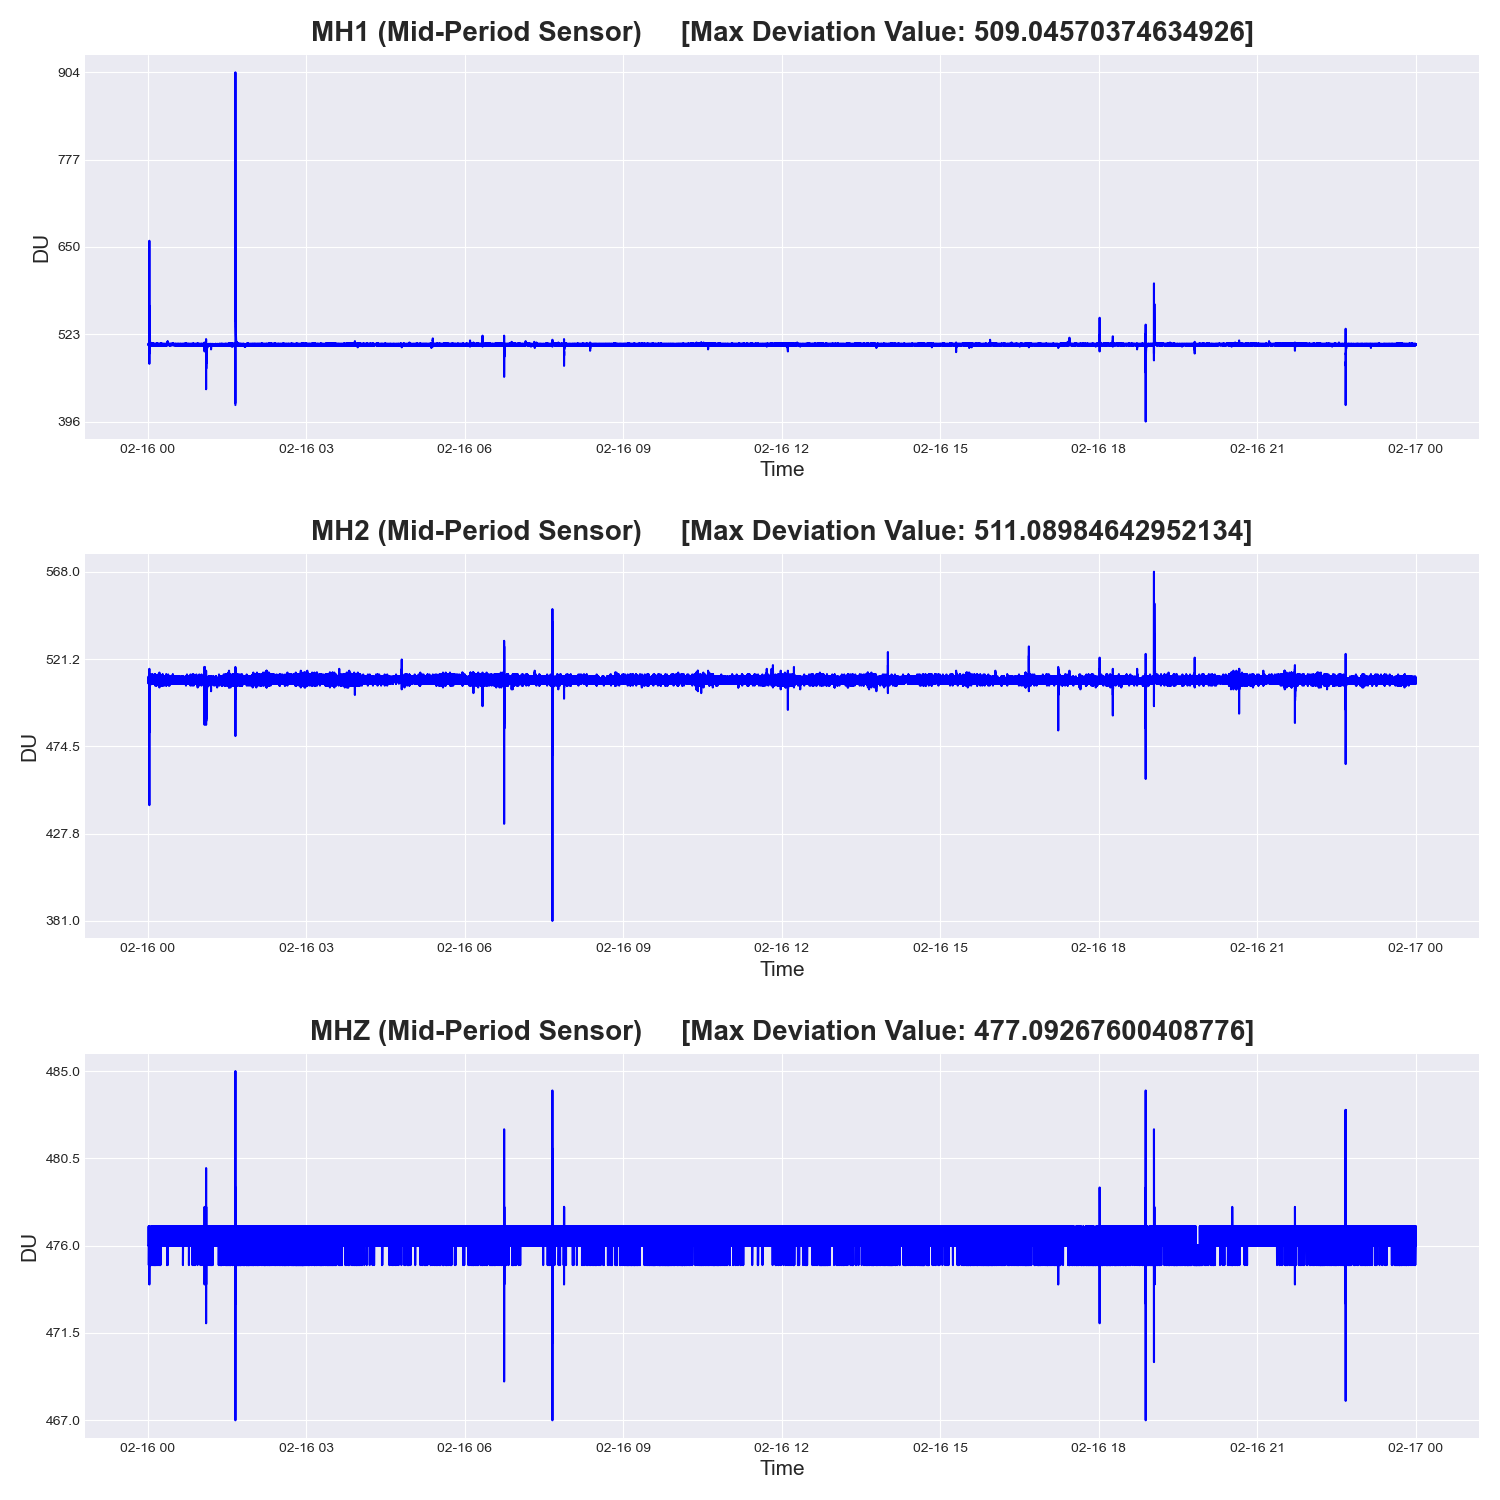 MH1 (Mid-Period Sensor) [Max Deviation Value: 509.04570374634926]
904
777
650
523
396
DU
02-16 00 02-16 03 02-16 06 02-16 09 02-16 12 02-16 15 02-16 18 02-16 21 02-17 00
Time
MH2 (Mid-Period Sensor) [Max Deviation Value: 511.08984642952134]
568.0
521.2
474.5
427.8
381.0
DU
02-16 00 02-16 03 02-16 06 02-16 09 02-16 12 02-16 15 02-16 18 02-16 21 02-17 00
Time
MHZ (Mid-Period Sensor) [Max Deviation Value: 477.09267600408776]
485.0
480.5
476.0
471.5
467.0
DU
02-16 00 02-16 03 02-16 06 02-16 09 02-16 12 02-16 15 02-16 18 02-16 21 02-17 00
Time